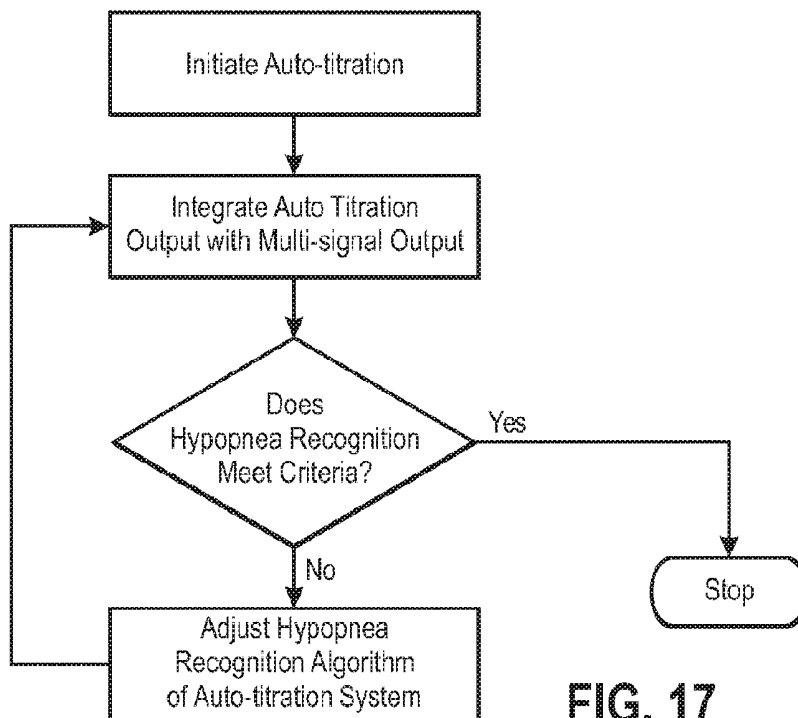 Initiate Auto-titration
Integrate Auto Titration
Output with Multi-signal Output
Does
Hypopnea Recognition
Meet Criteria?
Yes
No
Stop
Adjust Hypopnea
Recognition Algorithm
of Auto-titration System
FIG. 17